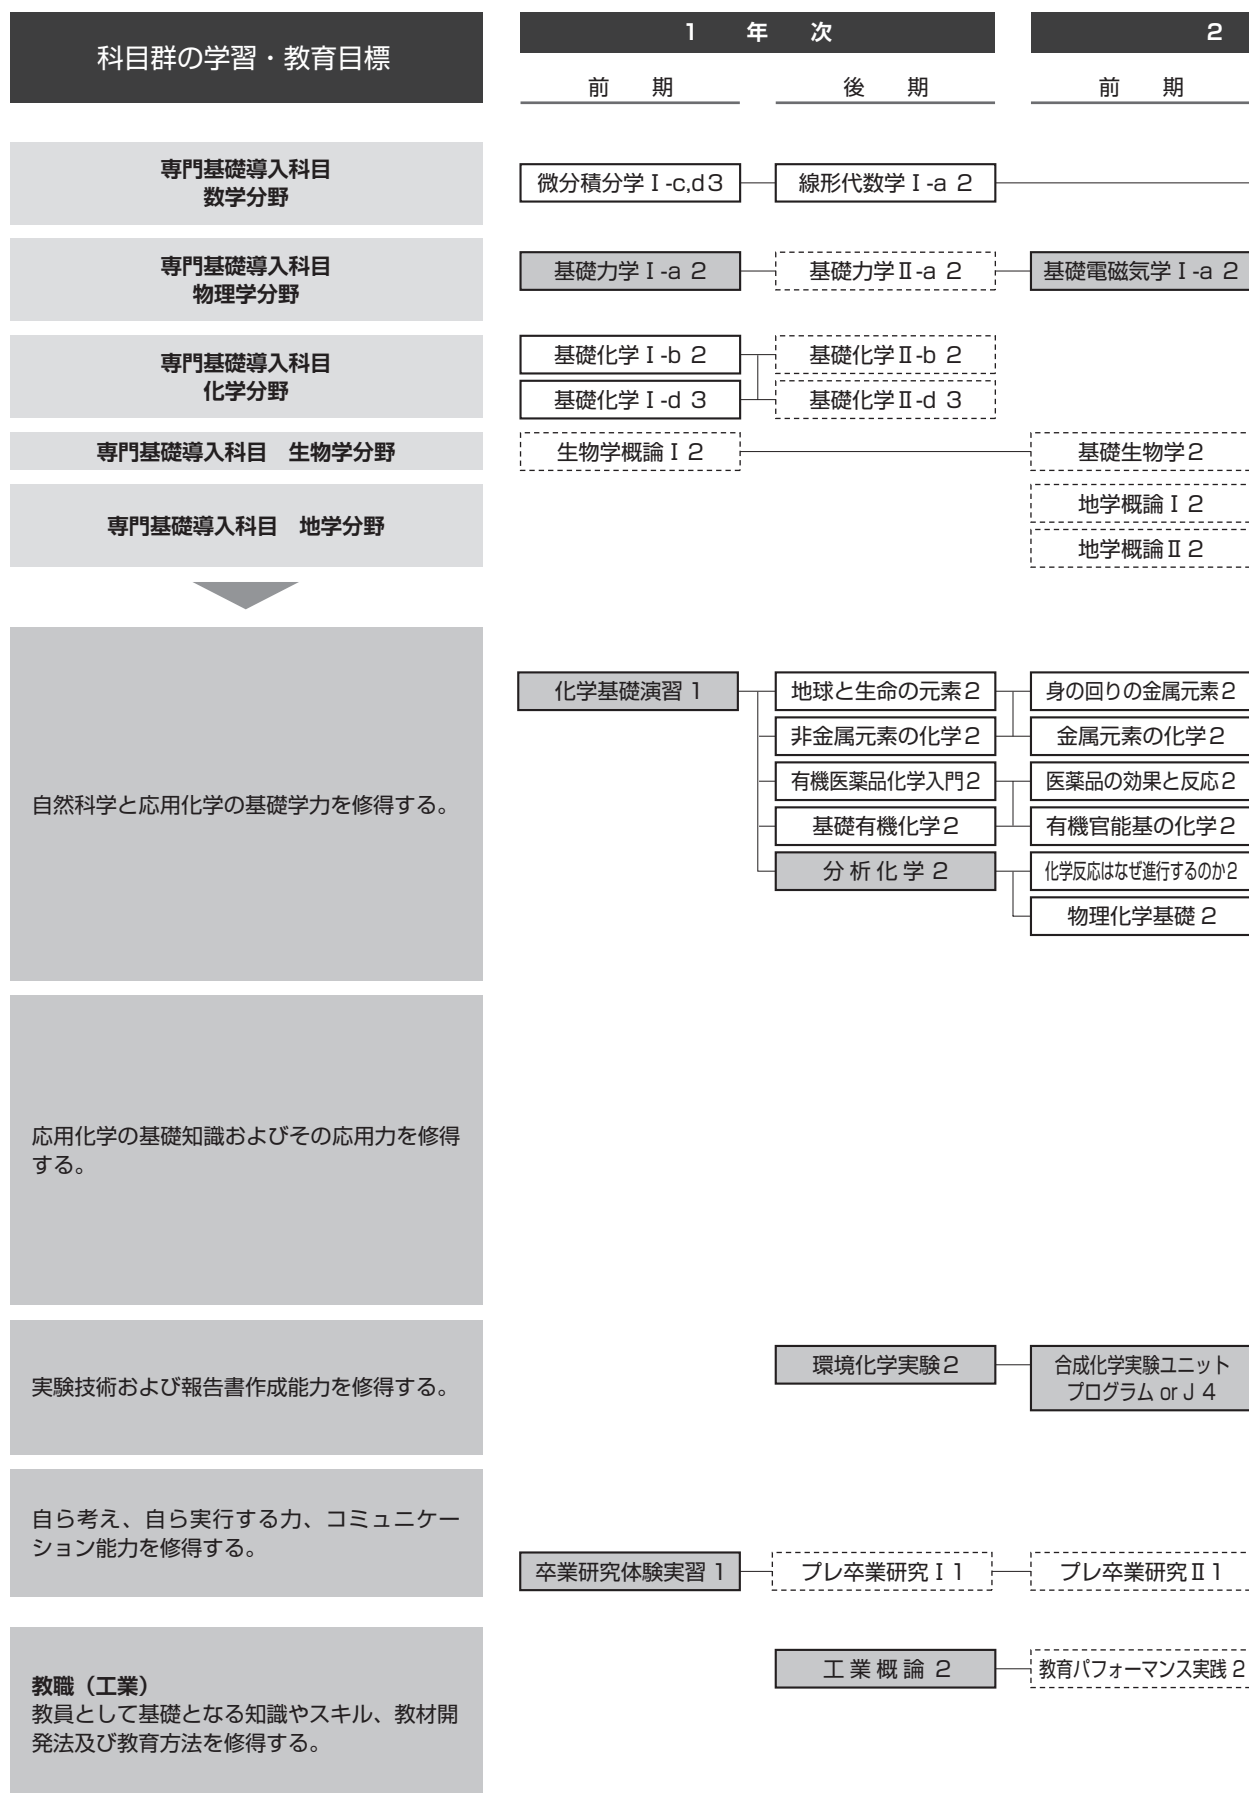 科目群の学習・教育目標
1　年　次
2
前　期
後　期
前　期
専門基礎導入科目
数学分野
微分積分学Ⅰ-c,d 3
線形代数学Ⅰ-a 2
専門基礎導入科目
物理学分野
基礎力学Ⅰ-a 2
基礎力学Ⅱ-a 2
基礎電磁気学Ⅰ-a 2
専門基礎導入科目
化学分野
基礎化学Ⅰ-b 2
基礎化学Ⅱ-b 2
基礎化学Ⅰ-d 3
基礎化学Ⅱ-d 3
専門基礎導入科目　生物学分野
生物学概論Ⅰ 2
基礎生物学 2
専門基礎導入科目　地学分野
地学概論Ⅰ 2
地学概論Ⅱ 2
自然科学と応用化学の基礎学力を修得する。
化学基礎演習 1
地球と生命の元素 2
身の回りの金属元素 2
非金属元素の化学 2
金属元素の化学 2
有機医薬品化学入門 2
医薬品の効果と反応 2
基礎有機化学 2
有機官能基の化学 2
分析化学 2
化学反応はなぜ進行するのか 2
物理化学基礎 2
応用化学の基礎知識およびその応用力を修得
する。
実験技術および報告書作成能力を修得する。
環境化学実験 2
合成化学実験ユニット
プログラム or J 4
自ら考え、自ら実行する力、コミュニケー
ション能力を修得する。
卒業研究体験実習 1
プレ卒業研究Ⅰ 1
プレ卒業研究Ⅱ 1
教職（工業）
教員として基礎となる知識やスキル、教材開
発法及び教育方法を修得する。
工業概論 2
教育パフォーマンス実践 2